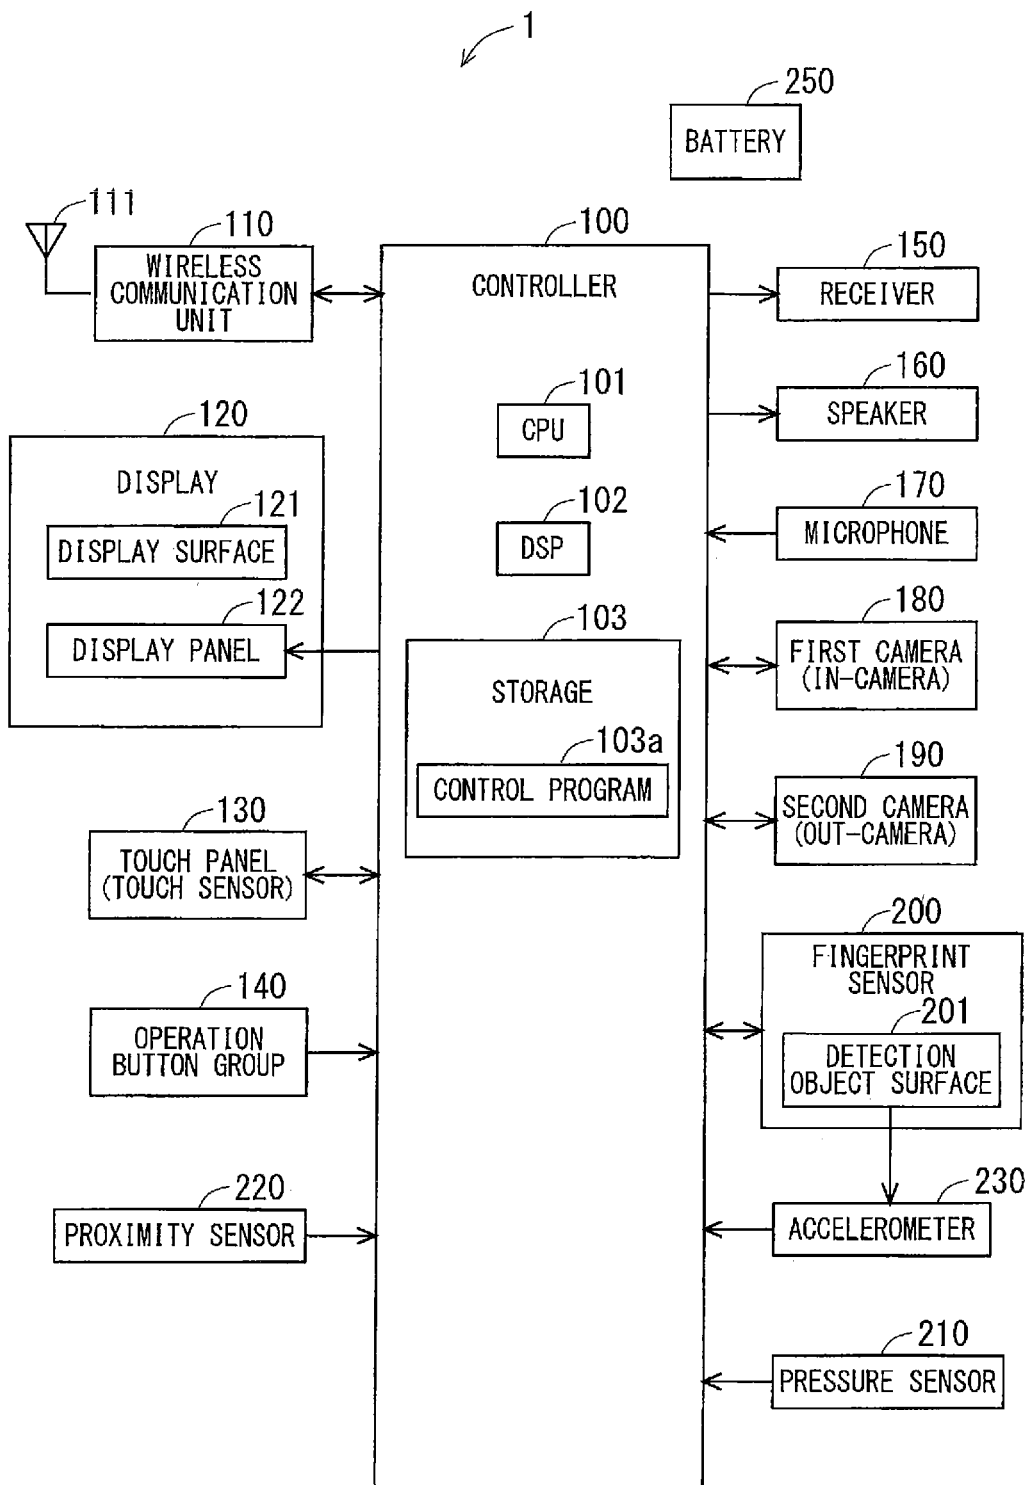 1
250
BATTERY
111
110
WIRELESS
COMMUNICATION
UNIT
100
CONTROLLER
101
CPU
102
DSP
103
STORAGE
103a
CONTROL PROGRAM
120
DISPLAY
121
DISPLAY SURFACE
122
DISPLAY PANEL
130
TOUCH PANEL
(TOUCH SENSOR)
140
OPERATION
BUTTON GROUP
220
PROXIMITY SENSOR
150
RECEIVER
160
SPEAKER
170
MICROPHONE
180
FIRST CAMERA
(IN-CAMERA)
190
SECOND CAMERA
(OUT-CAMERA)
200
FINGERPRINT
SENSOR
201
DETECTION
OBJECT SURFACE
230
ACCELEROMETER
210
PRESSURE SENSOR